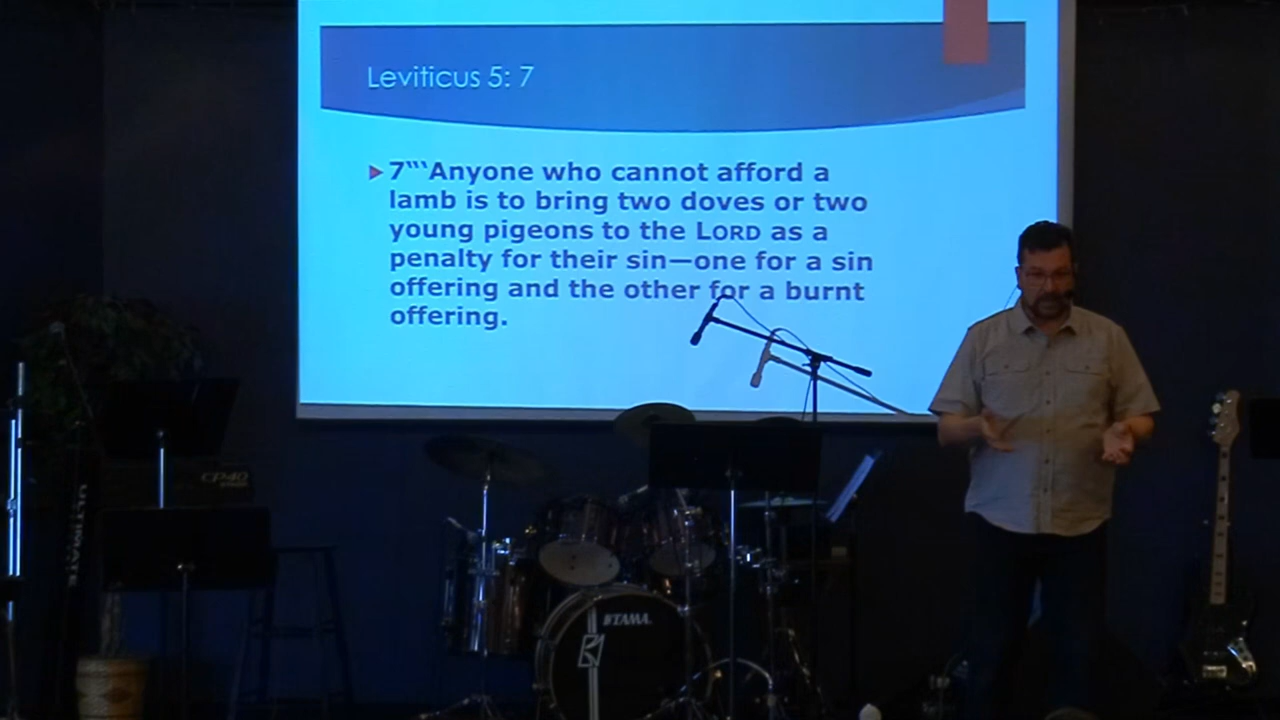 Leviticus 5: 7
7“‘“Anyone who cannot afford a
lamb is to bring two doves or two
young pigeons to the LORD as a
penalty for their sin—one for a sin
offering and the other for a burnt
offering.
CP40
ULTIMATE
TAMA